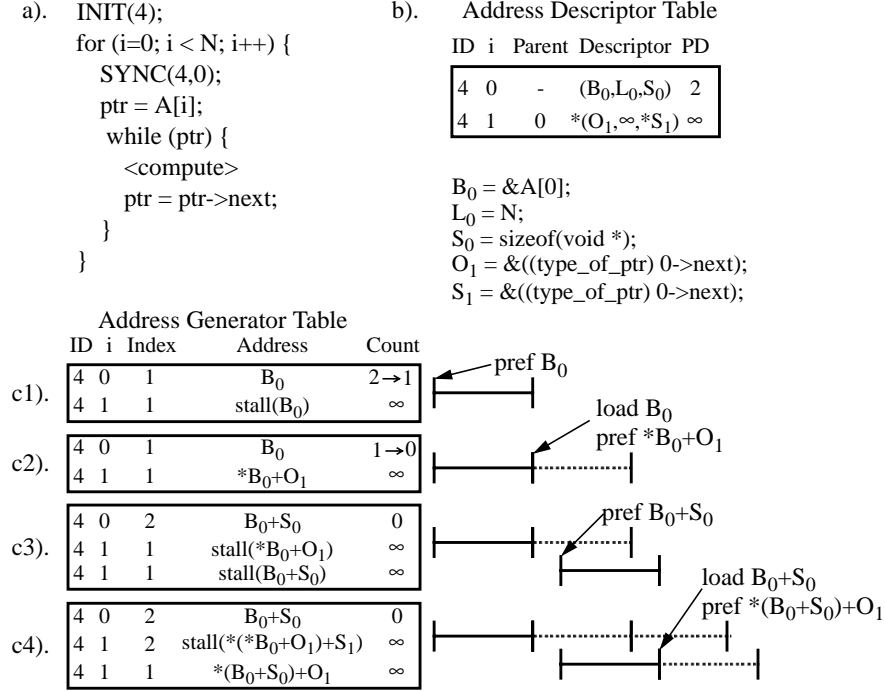 a). INIT(4);
for (i=0; i < N; i++) {
SYNC(4,0);
ptr = A[i];
while (ptr) {
<compute>
ptr = ptr->next;
}
}
b). Address Descriptor Table
ID i Parent Descriptor PD
4 0 - (B0,L0,S0) 2
4 1 0 *(O1,∞,*S1) ∞
B0 = &A[0];
L0 = N;
S0 = sizeof(void *);
O1 = &((type_of_ptr) 0->next);
S1 = &((type_of_ptr) 0->next);
Address Generator Table
ID i Index Address Count
c1). 4 0 1 B0 2→1
4 1 1 stall(B0) ∞
pref B0
c2). 4 0 1 B0 1→0
4 1 1 *B0+O1 ∞
load B0
pref *B0+O1
c3). 4 0 2 B0+S0 0
4 1 1 stall(*B0+O1) ∞
4 1 1 stall(B0+S0) ∞
pref B0+S0
c4). 4 0 2 B0+S0 0
4 1 2 stall(*(*B0+O1)+S1) ∞
4 1 1 *(B0+S0)+O1 ∞
load B0+S0
pref *(B0+S0)+O1